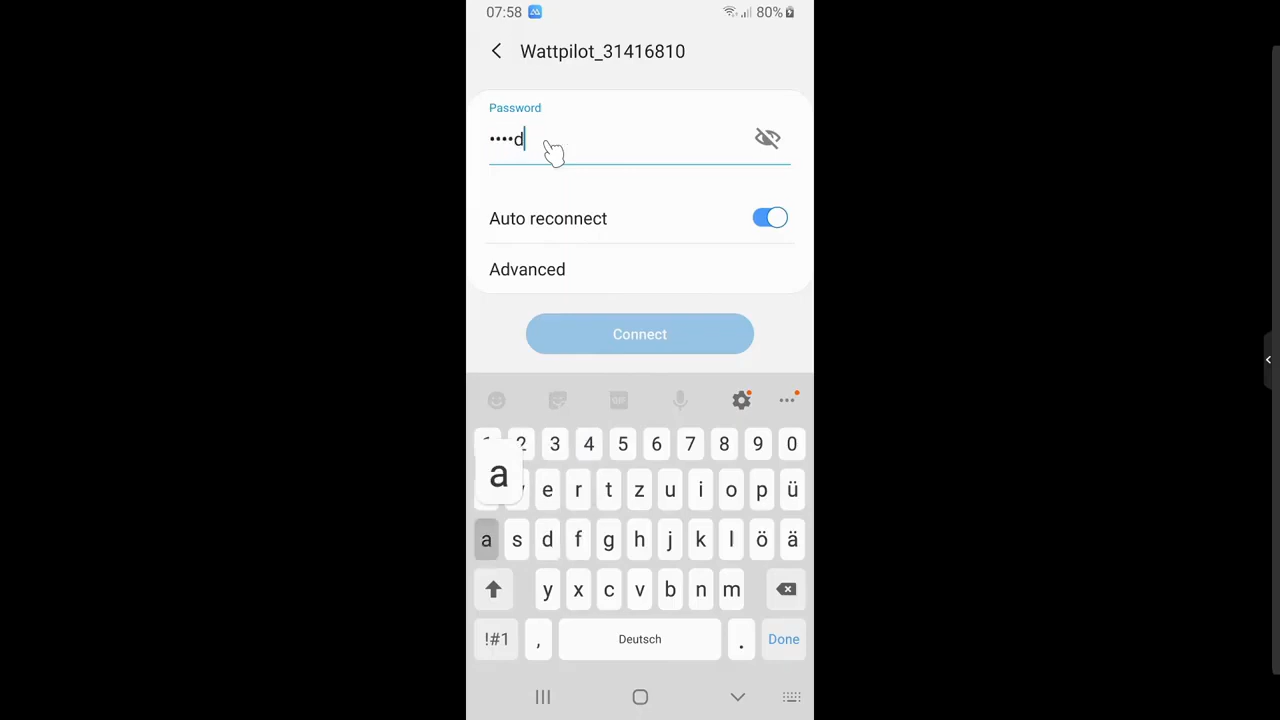 07:58 80%
Wattpilot_31416810
Password
••••d
Auto reconnect
Advanced
Connect
2 3 4 5 6 7 8 9 0
a
e r t z u i o p ü
a s d f g h j k l ö ä
y x c v b n m
!#1 , Deutsch . Done